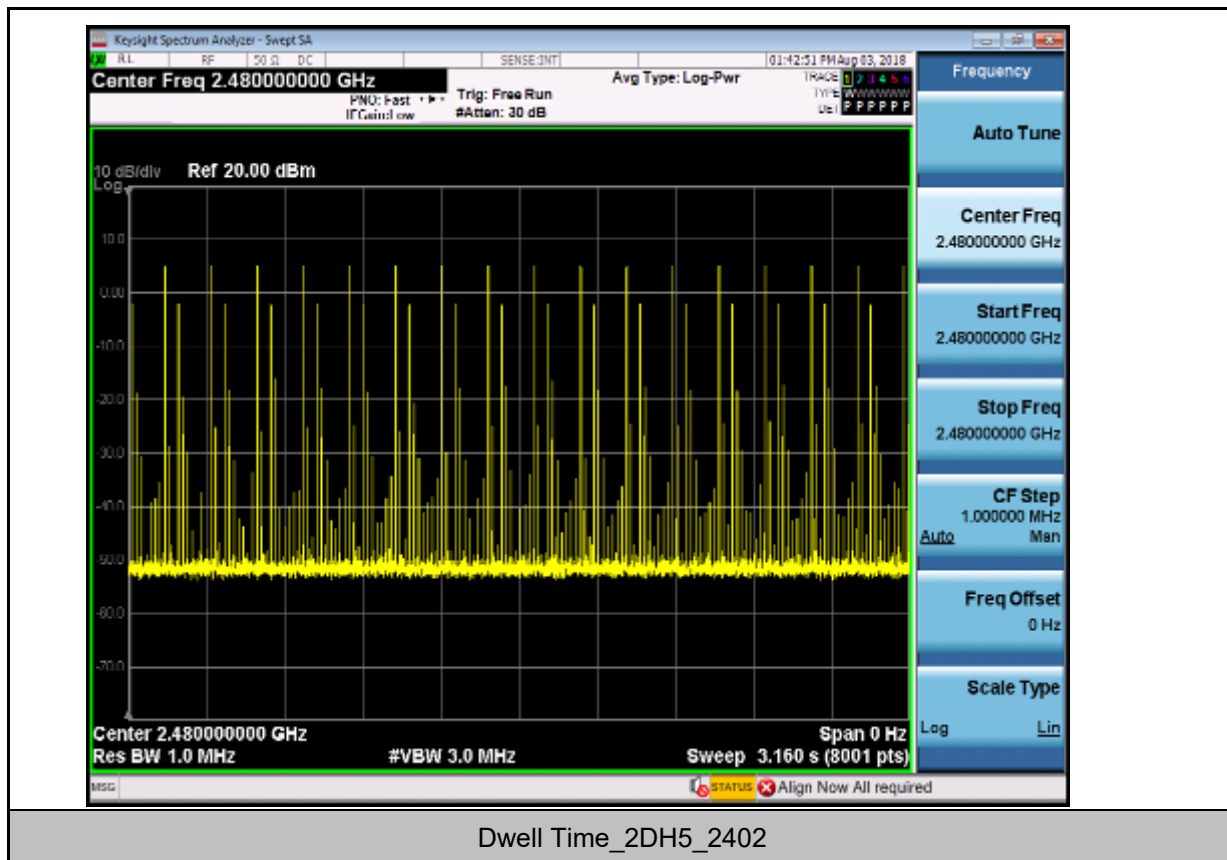 Keysight Spectrum Analyzer - Swept SA
RL RF 50 Ω DC SENSE:INT 01:42:51 PM Aug 03, 2018
Center Freq 2.480000000 GHz Avg Type: Log-Pwr TRACE 1 2 3 4 5 6
PNO: Fast Trig: Free Run TYPE WWWWWW
IFGain:Low #Atten: 30 dB DET P P P P P P
10 dB/div Ref 20.00 dBm
Log
10.0
0.00
-10.0
-20.0
-30.0
-40.0
-50.0
-60.0
-70.0
Center 2.480000000 GHz Span 0 Hz
Res BW 1.0 MHz #VBW 3.0 MHz Sweep 3.160 s (8001 pts)
MSG STATUS Align Now All required
Frequency
Auto Tune
Center Freq
2.480000000 GHz
Start Freq
2.480000000 GHz
Stop Freq
2.480000000 GHz
CF Step
1.000000 MHz
Auto Man
Freq Offset
0 Hz
Scale Type
Log Lin
Dwell Time_2DH5_2402